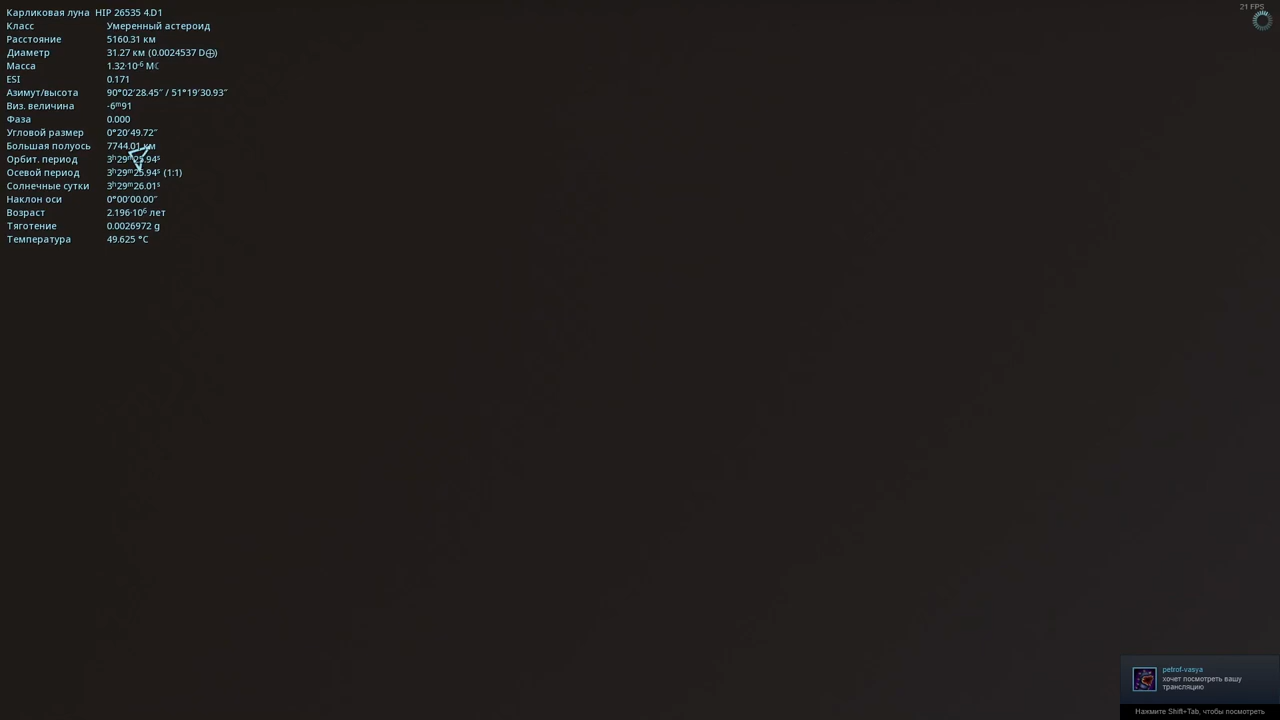 Карликовая луна HIP 26535 4.D1
Класс Умеренный астероид
Расстояние 5160.31 км
Диаметр 31.27 км (0.0024537 D⊕)
Масса 1.32·10⁻⁶ M☾
ESI 0.171
Азимут/высота 90°02′28.45″ / 51°19′30.93″
Виз. величина -6ᵐ91
Фаза 0.000
Угловой размер 0°20′49.72″
Большая полуось 7744.01 км
Орбит. период 3ʰ29ᵐ25.94ˢ
Осевой период 3ʰ29ᵐ25.94ˢ (1:1)
Солнечные сутки 3ʰ29ᵐ26.01ˢ
Наклон оси 0°00′00.00″
Возраст 2.196·10⁶ лет
Тяготение 0.0026972 g
Температура 49.625 °C
21 FPS
petrof-vasya
хочет посмотреть вашу
трансляцию
Нажмите Shift+Tab, чтобы посмотреть